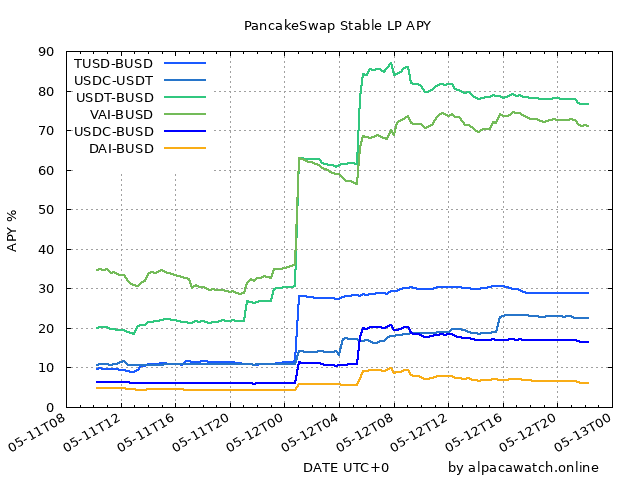 PancakeSwap Stable LP APY
90
80
70
60
50
40
30
20
10
0
APY %
TUSD-BUSD
USDC-USDT
USDT-BUSD
VAI-BUSD
USDC-BUSD
DAI-BUSD
05-11T08
05-11T12
05-11T16
05-11T20
05-12T00
05-12T04
05-12T08
05-12T12
05-12T16
05-12T20
05-13T00
DATE UTC+0
by alpacawatch.online